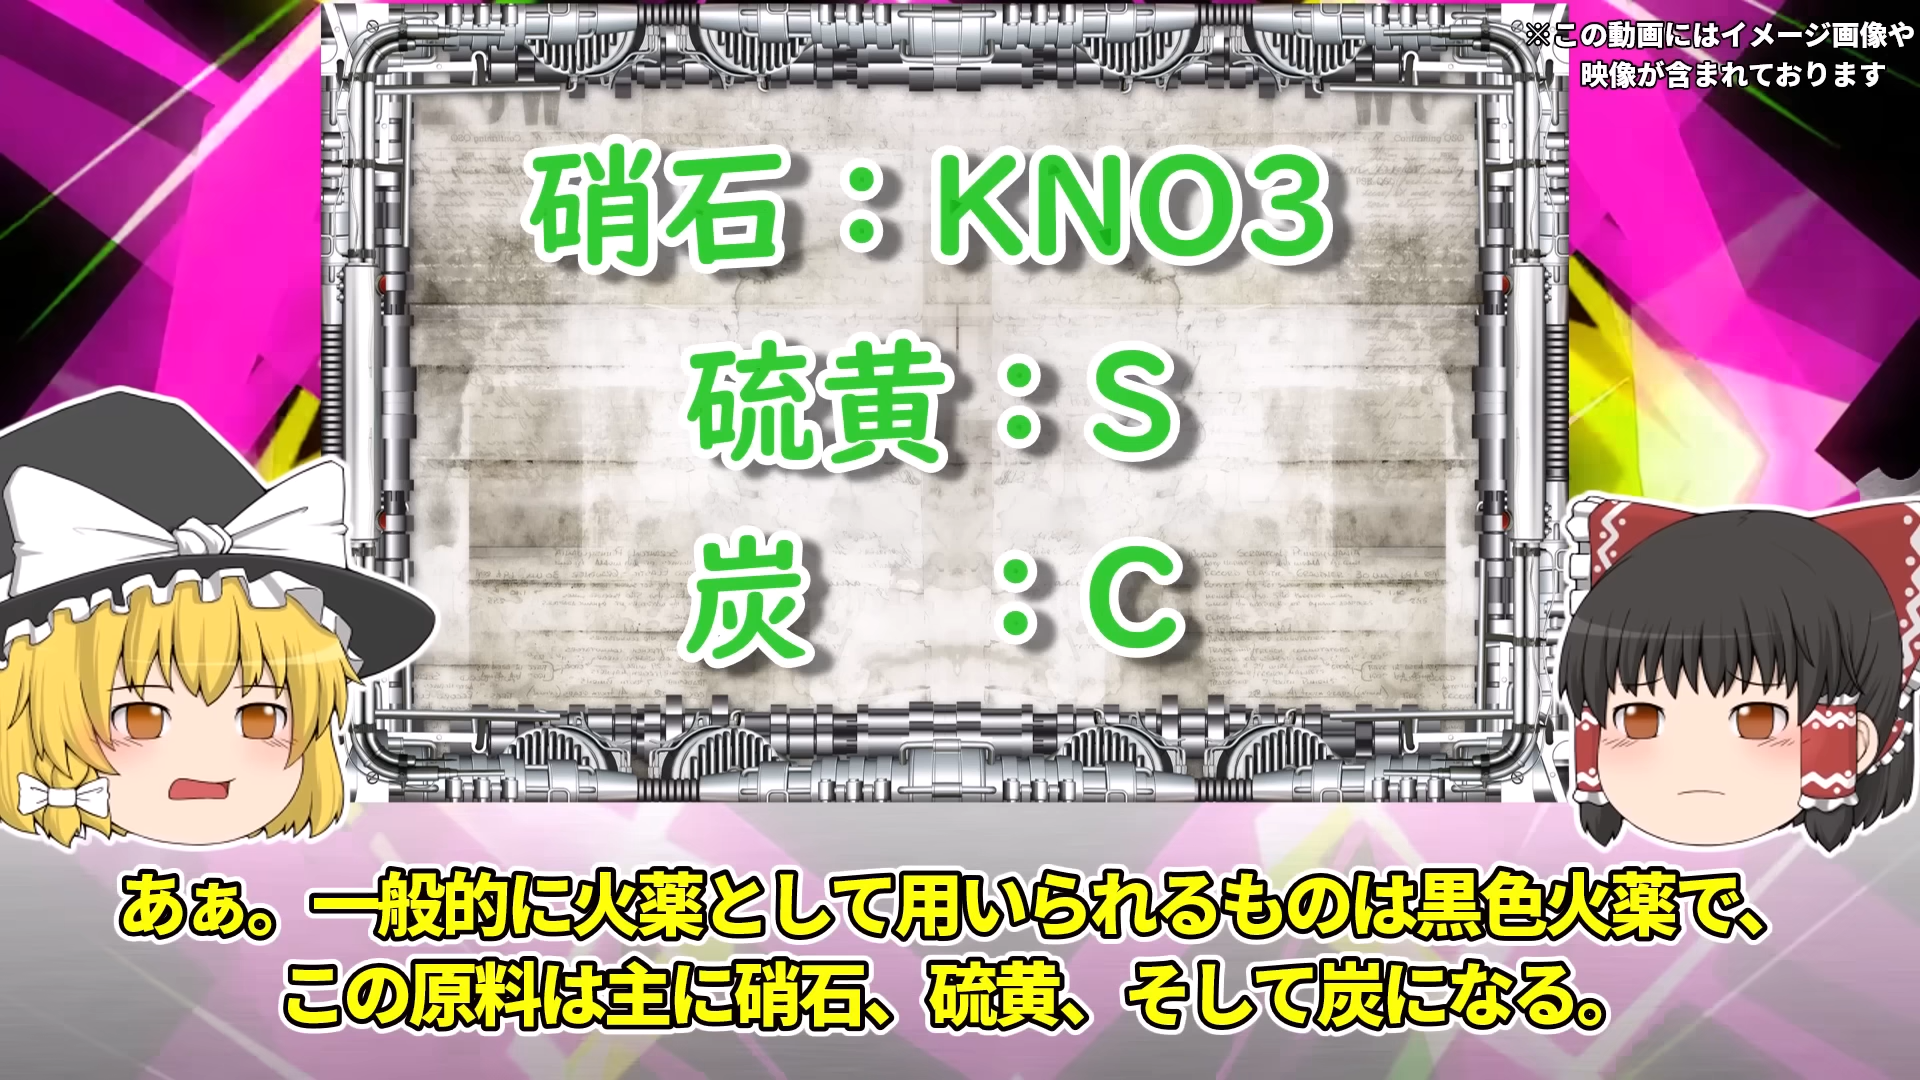 ※この動画にはイメージ画像や
映像が含まれております
硝石：KNO3
硫黄：S
炭　：C
あぁ。一般的に火薬として用いられるものは黒色火薬で、
この原料は主に硝石、硫黄、そして炭になる。